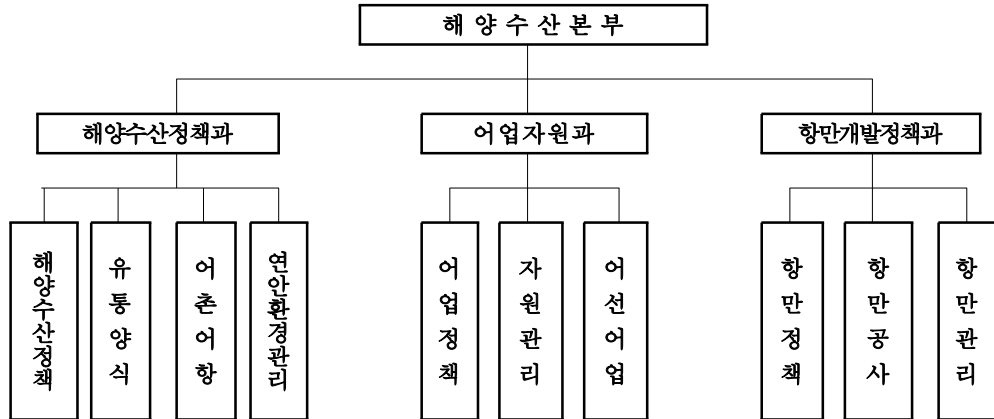 해 양 수 산 본 부
해양수산정책과
어 업 자 원 과
항만개발정책과
해양수산정책
유통양식
어촌어항
연안환경관리
어업정책
자원관리
어선어업
항만정책
항만공사
항만관리